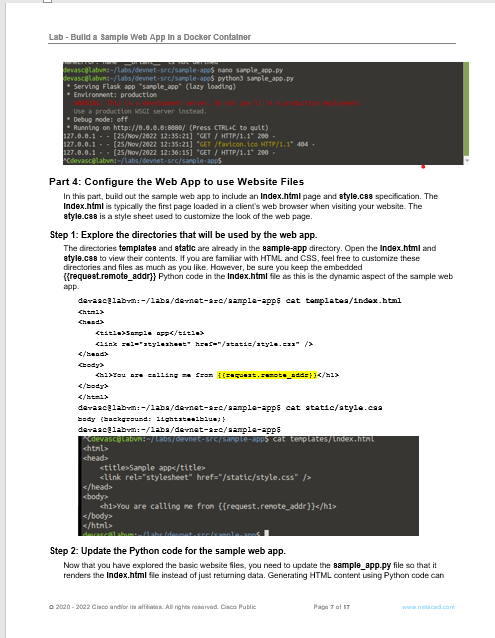 Lab - Build a Sample Web App in a Docker Container
devasc@labvm:~/labs/devnet-src/sample-app$ nano sample_app.py
devasc@labvm:~/labs/devnet-src/sample-app$ python3 sample_app.py
* Serving Flask app "sample_app" (lazy loading)
* Environment: production
WARNING: This is a development server. Do not use it in a production deployment.
Use a production WSGI server instead.
* Debug mode: off
* Running on http://0.0.0.0:8080/ (Press CTRL+C to quit)
127.0.0.1 - - [25/Nov/2022 12:35:21] "GET / HTTP/1.1" 200 -
127.0.0.1 - - [25/Nov/2022 12:35:21] "GET /favicon.ico HTTP/1.1" 404 -
127.0.0.1 - - [25/Nov/2022 12:36:15] "GET / HTTP/1.1" 200 -
^Cdevasc@labvm:~/labs/devnet-src/sample-app$
Part 4: Configure the Web App to use Website Files
In this part, build out the sample web app to include an index.html page and style.css specification. The
index.html is typically the first page loaded in a client's web browser when visiting your website. The
style.css is a style sheet used to customize the look of the web page.
Step 1: Explore the directories that will be used by the web app.
The directories templates and static are already in the sample-app directory. Open the index.html and
style.css to view their contents. If you are familiar with HTML and CSS, feel free to customize these
directories and files as much as you like. However, be sure you keep the embedded
{{request.remote_addr}} Python code in the index.html file as this is the dynamic aspect of the sample web
app.
devasc@labvm:~/labs/devnet-src/sample-app$ cat templates/index.html
<html>
<head>
<title>Sample app</title>
<link rel="stylesheet" href="/static/style.css" />
</head>
<body>
<h1>You are calling me from {{request.remote_addr}}</h1>
</body>
</html>
devasc@labvm:~/labs/devnet-src/sample-app$ cat static/style.css
body {background: lightsteelblue;}
devasc@labvm:~/labs/devnet-src/sample-app$
^Cdevasc@labvm:~/labs/devnet-src/sample-app$ cat templates/index.html
<html>
<head>
<title>Sample app</title>
<link rel="stylesheet" href="/static/style.css" />
</head>
<body>
<h1>You are calling me from {{request.remote_addr}}</h1>
</body>
</html>
devasc@labvm:~/labs/devnet-src/sample-app$
Step 2: Update the Python code for the sample web app.
Now that you have explored the basic website files, you need to update the sample_app.py file so that it
renders the index.html file instead of just returning data. Generating HTML content using Python code can
© 2020 - 2022 Cisco and/or its affiliates. All rights reserved. Cisco Public
Page 7 of 17
www.netacad.com